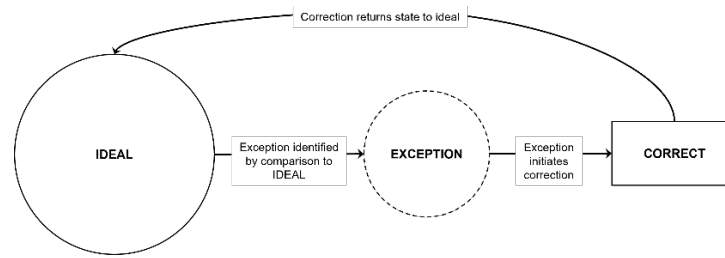 Correction returns state to ideal
IDEAL
Exception identified
by comparison to
IDEAL
EXCEPTION
Exception
initiates
correction
CORRECT